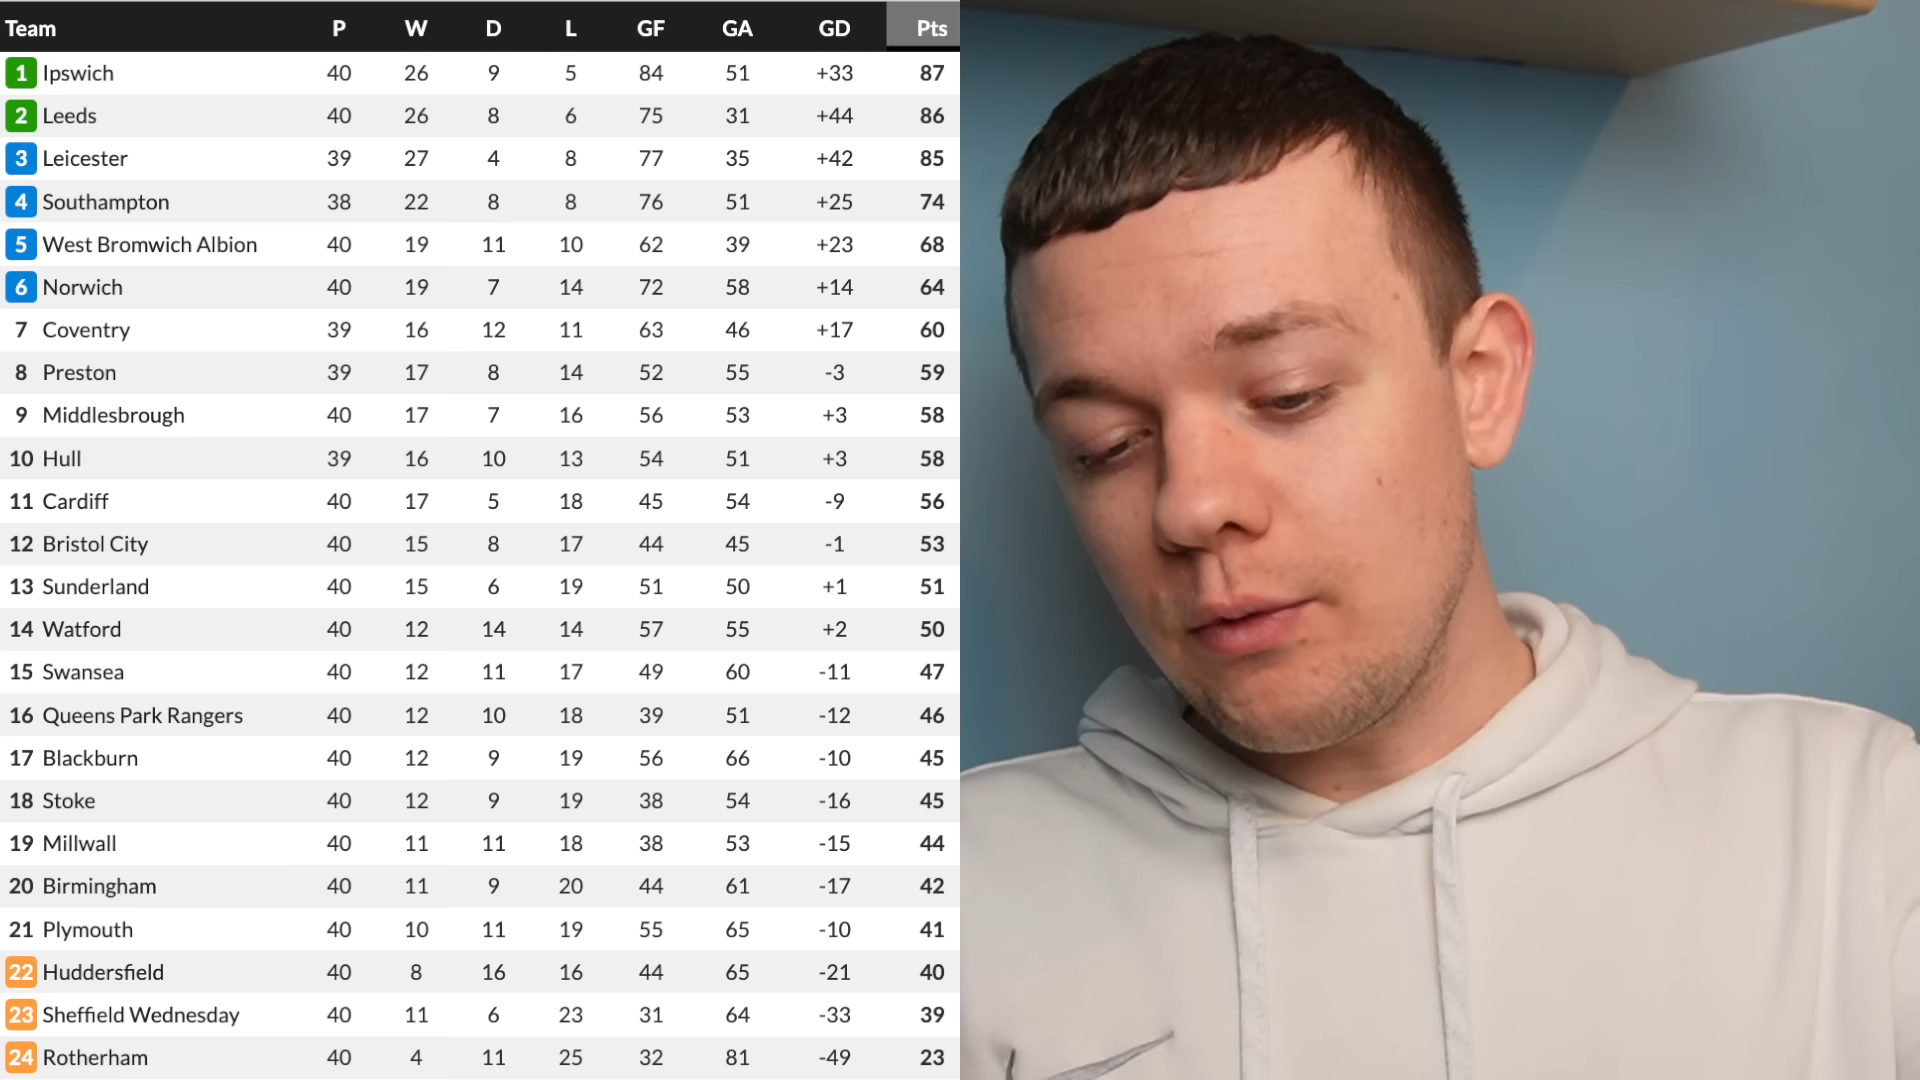 Team P W D L GF GA GD Pts
1 Ipswich 40 26 9 5 84 51 +33 87
2 Leeds 40 26 8 6 75 31 +44 86
3 Leicester 39 27 4 8 77 35 +42 85
4 Southampton 38 22 8 8 76 51 +25 74
5 West Bromwich Albion 40 19 11 10 62 39 +23 68
6 Norwich 40 19 7 14 72 58 +14 64
7 Coventry 39 16 12 11 63 46 +17 60
8 Preston 39 17 8 14 52 55 -3 59
9 Middlesbrough 40 17 7 16 56 53 +3 58
10 Hull 39 16 10 13 54 51 +3 58
11 Cardiff 40 17 5 18 45 54 -9 56
12 Bristol City 40 15 8 17 44 45 -1 53
13 Sunderland 40 15 6 19 51 50 +1 51
14 Watford 40 12 14 14 57 55 +2 50
15 Swansea 40 12 11 17 49 60 -11 47
16 Queens Park Rangers 40 12 10 18 39 51 -12 46
17 Blackburn 40 12 9 19 56 66 -10 45
18 Stoke 40 12 9 19 38 54 -16 45
19 Millwall 40 11 11 18 38 53 -15 44
20 Birmingham 40 11 9 20 44 61 -17 42
21 Plymouth 40 10 11 19 55 65 -10 41
22 Huddersfield 40 8 16 16 44 65 -21 40
23 Sheffield Wednesday 40 11 6 23 31 64 -33 39
24 Rotherham 40 4 11 25 32 81 -49 23